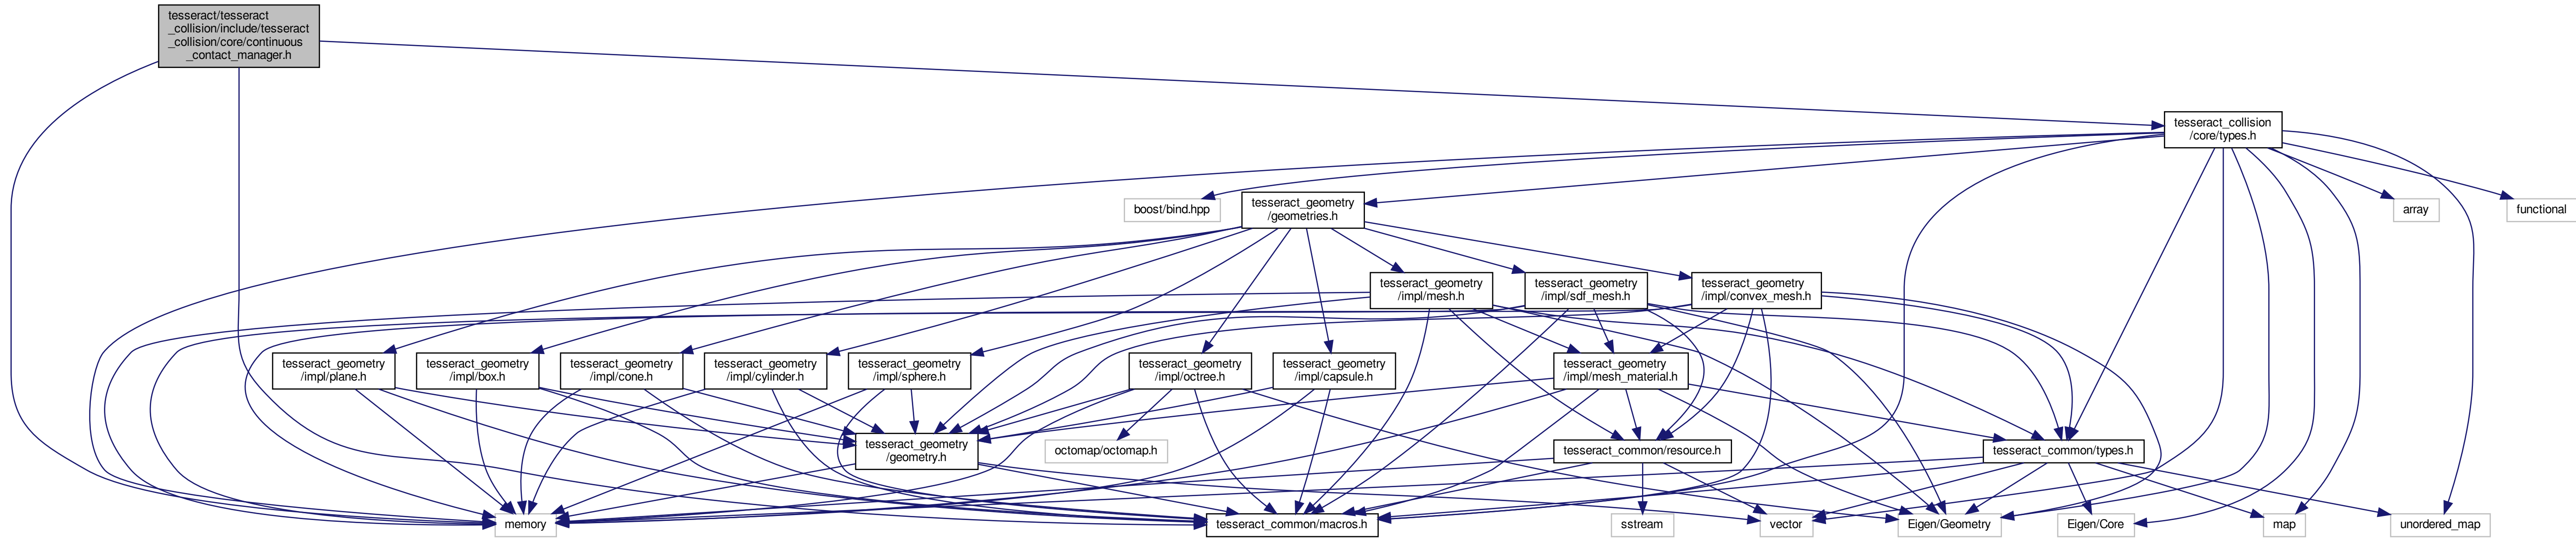 tesseract/tesseract
_collision/include/tesseract
_collision/core/continuous
_contact_manager.h
tesseract_collision
/core/types.h
boost/bind.hpp
tesseract_geometry
/geometries.h
array
functional
tesseract_geometry
/impl/mesh.h
tesseract_geometry
/impl/sdf_mesh.h
tesseract_geometry
/impl/convex_mesh.h
tesseract_geometry
/impl/plane.h
tesseract_geometry
/impl/box.h
tesseract_geometry
/impl/cone.h
tesseract_geometry
/impl/cylinder.h
tesseract_geometry
/impl/sphere.h
tesseract_geometry
/impl/octree.h
tesseract_geometry
/impl/capsule.h
tesseract_geometry
/impl/mesh_material.h
tesseract_geometry
/geometry.h
octomap/octomap.h
tesseract_common/resource.h
tesseract_common/types.h
memory
tesseract_common/macros.h
sstream
vector
Eigen/Geometry
Eigen/Core
map
unordered_map